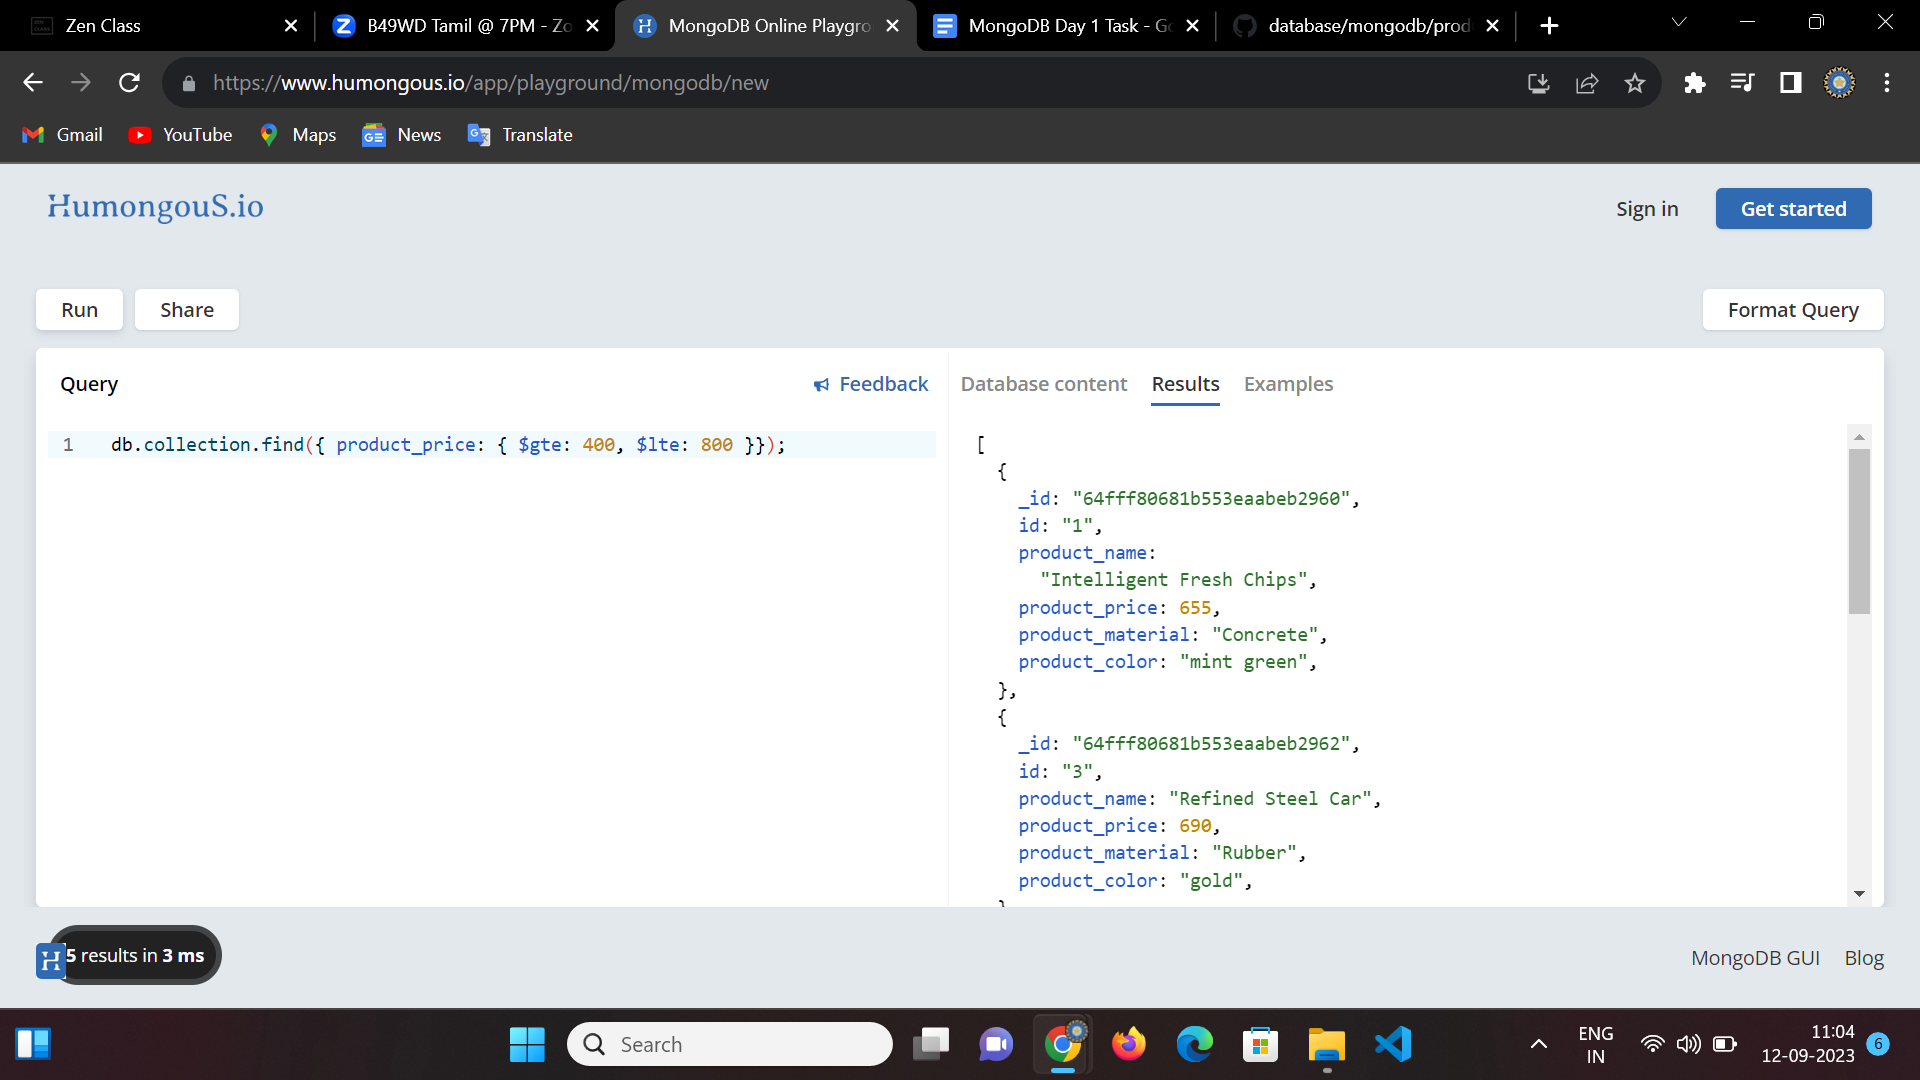 Zen Class
B49WD Tamil @ 7PM - Zo
MongoDB Online Playgro
MongoDB Day 1 Task - Go
database/mongodb/prod
https://www.humongous.io/app/playground/mongodb/new
Gmail
YouTube
Maps
News
Translate
HumongouS.io
Sign in
Get started
Run
Share
Format Query
Query
Feedback
1 db.collection.find({ product_price: { $gte: 400, $lte: 800 }});
Database content
Results
Examples
[
{
_id: "64fff80681b553eaabeb2960",
id: "1",
product_name:
"Intelligent Fresh Chips",
product_price: 655,
product_material: "Concrete",
product_color: "mint green",
},
{
_id: "64fff80681b553eaabeb2962",
id: "3",
product_name: "Refined Steel Car",
product_price: 690,
product_material: "Rubber",
product_color: "gold",
}
H
5 results in 3 ms
MongoDB GUI
Blog
Search
ENG
IN
11:04
12-09-2023
6